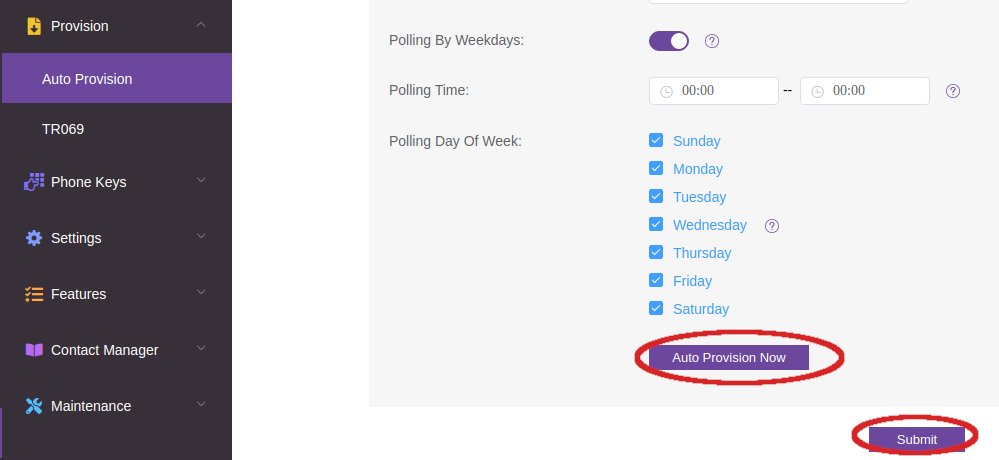 Provision
Auto Provision
TR069
Phone Keys
Settings
Features
Contact Manager
Maintenance
Polling By Weekdays: ?
Polling Time: 00:00 -- 00:00 ?
Polling Day Of Week: Sunday
Monday
Tuesday
Wednesday ?
Thursday
Friday
Saturday
Auto Provision Now
Submit